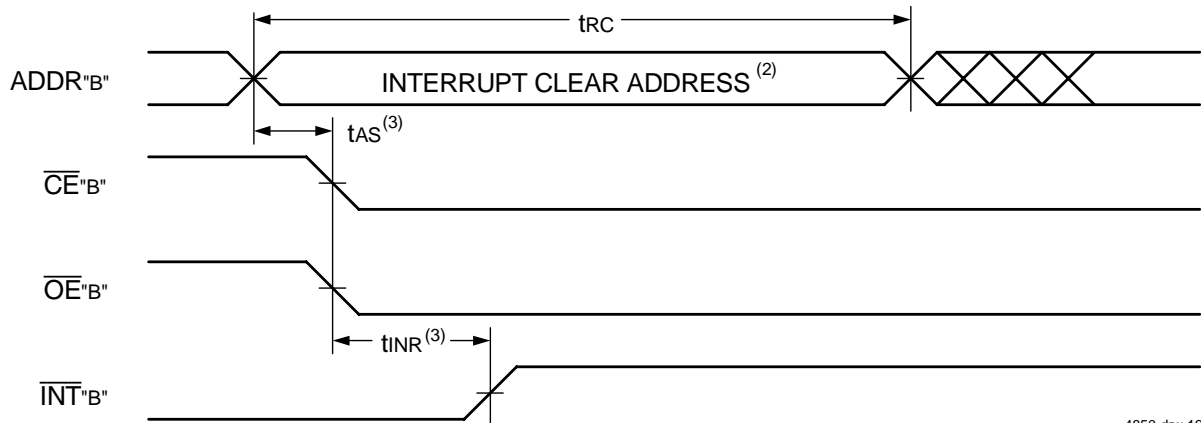 tRC
ADDR"B"
INTERRUPT CLEAR ADDRESS (2)
tAS(3)
CE"B"
OE"B"
tINR(3)
INT"B"